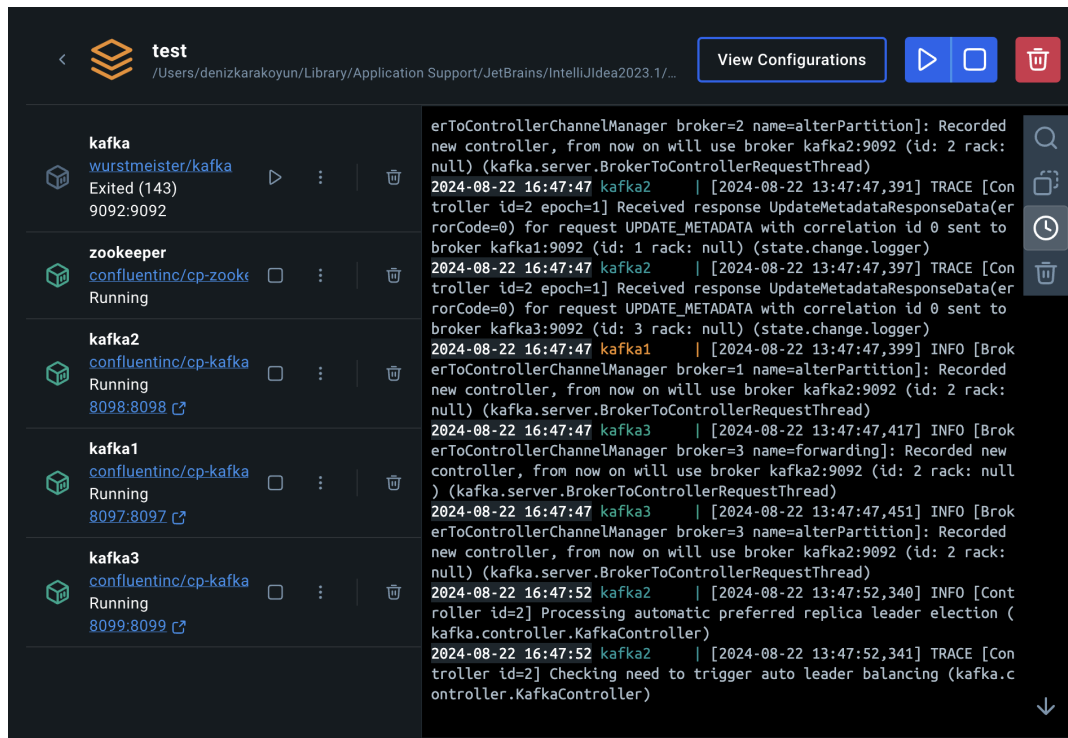 test
/Users/denizkarakoyun/Library/Application Support/JetBrains/IntelliJIdea2023.1/…
View Configurations
kafka
wurstmeister/kafka
Exited (143)
9092:9092
zookeeper
confluentinc/cp-zooke
Running
kafka2
confluentinc/cp-kafka
Running
8098:8098
kafka1
confluentinc/cp-kafka
Running
8097:8097
kafka3
confluentinc/cp-kafka
Running
8099:8099
erToControllerChannelManager broker=2 name=alterPartition]: Recorded
new controller, from now on will use broker kafka2:9092 (id: 2 rack:
null) (kafka.server.BrokerToControllerRequestThread)
2024-08-22 16:47:47 kafka2 | [2024-08-22 13:47:47,391] TRACE [Con
troller id=2 epoch=1] Received response UpdateMetadataResponseData(er
rorCode=0) for request UPDATE_METADATA with correlation id 0 sent to
broker kafka1:9092 (id: 1 rack: null) (state.change.logger)
2024-08-22 16:47:47 kafka2 | [2024-08-22 13:47:47,397] TRACE [Con
troller id=2 epoch=1] Received response UpdateMetadataResponseData(er
rorCode=0) for request UPDATE_METADATA with correlation id 0 sent to
broker kafka3:9092 (id: 3 rack: null) (state.change.logger)
2024-08-22 16:47:47 kafka1 | [2024-08-22 13:47:47,399] INFO [Brok
erToControllerChannelManager broker=1 name=alterPartition]: Recorded
new controller, from now on will use broker kafka2:9092 (id: 2 rack:
null) (kafka.server.BrokerToControllerRequestThread)
2024-08-22 16:47:47 kafka3 | [2024-08-22 13:47:47,417] INFO [Brok
erToControllerChannelManager broker=3 name=forwarding]: Recorded new
controller, from now on will use broker kafka2:9092 (id: 2 rack: null
) (kafka.server.BrokerToControllerRequestThread)
2024-08-22 16:47:47 kafka3 | [2024-08-22 13:47:47,451] INFO [Brok
erToControllerChannelManager broker=3 name=alterPartition]: Recorded
new controller, from now on will use broker kafka2:9092 (id: 2 rack:
null) (kafka.server.BrokerToControllerRequestThread)
2024-08-22 16:47:52 kafka2 | [2024-08-22 13:47:52,340] INFO [Cont
roller id=2] Processing automatic preferred replica leader election (
kafka.controller.KafkaController)
2024-08-22 16:47:52 kafka2 | [2024-08-22 13:47:52,341] TRACE [Con
troller id=2] Checking need to trigger auto leader balancing (kafka.c
ontroller.KafkaController)